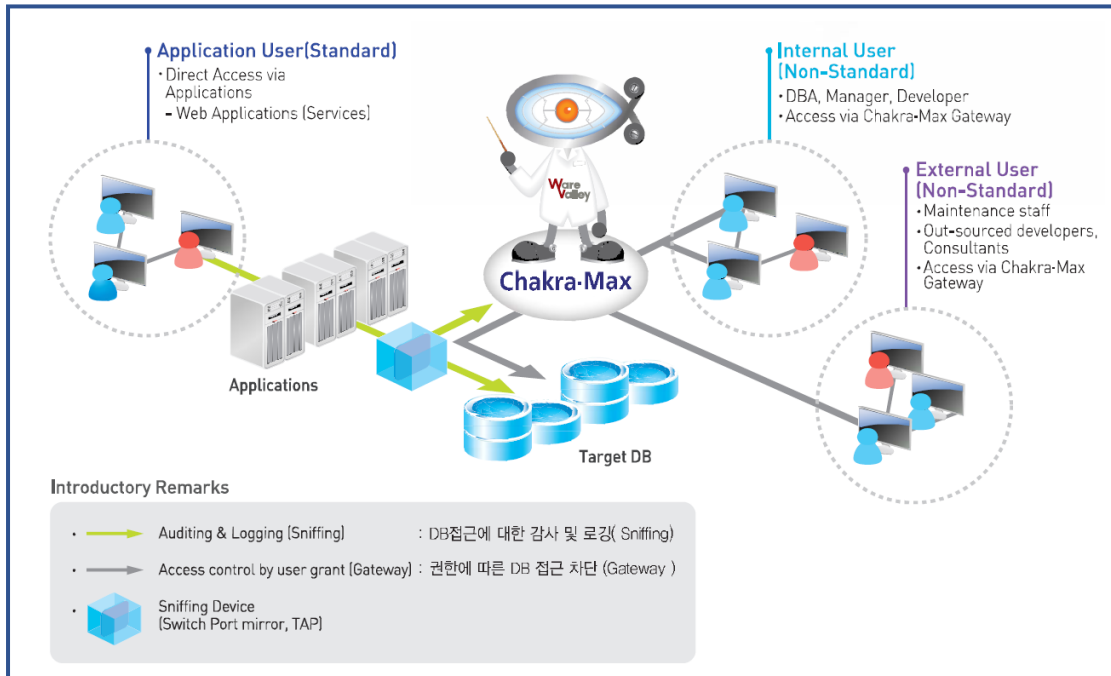 Application User(Standard)
· Direct Access via
Applications
- Web Applications (Services)
Internal User
(Non-Standard)
· DBA, Manager, Developer
· Access via Chakra-Max Gateway
External User
(Non-Standard)
· Maintenance staff
· Out-sourced developers,
Consultants
· Access via Chakra-Max
Gateway
Ware
Valley
Chakra·Max
Applications
Target DB
Introductory Remarks
· Auditing & Logging (Sniffing) : DB접근에 대한 감사 및 로깅( Sniffing)
· Access control by user grant (Gateway) : 권한에 따른 DB 접근 차단 (Gateway )
· Sniffing Device
(Switch Port mirror, TAP)